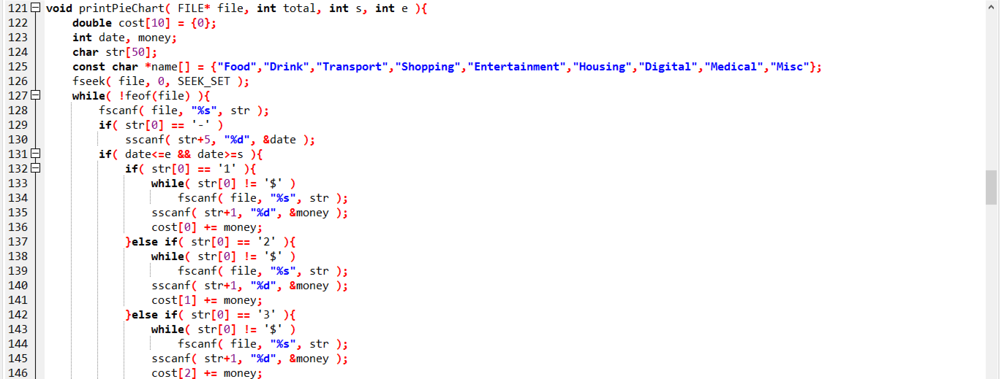 121 void printPieChart( FILE* file, int total, int s, int e ){
122     double cost[10] = {0};
123     int date, money;
124     char str[50];
125     const char *name[] = {"Food","Drink","Transport","Shopping","Entertainment","Housing","Digital","Medical","Misc"};
126     fseek( file, 0, SEEK_SET );
127     while( !feof(file) ){
128         fscanf( file, "%s", str );
129         if( str[0] == '-' )
130             sscanf( str+5, "%d", &date );
131         if( date<=e && date>=s ){
132             if( str[0] == '1' ){
133                 while( str[0] != '$' )
134                     fscanf( file, "%s", str );
135                 sscanf( str+1, "%d", &money );
136                 cost[0] += money;
137             }else if( str[0] == '2' ){
138                 while( str[0] != '$' )
139                     fscanf( file, "%s", str );
140                 sscanf( str+1, "%d", &money );
141                 cost[1] += money;
142             }else if( str[0] == '3' ){
143                 while( str[0] != '$' )
144                     fscanf( file, "%s", str );
145                 sscanf( str+1, "%d", &money );
146                 cost[2] += money;